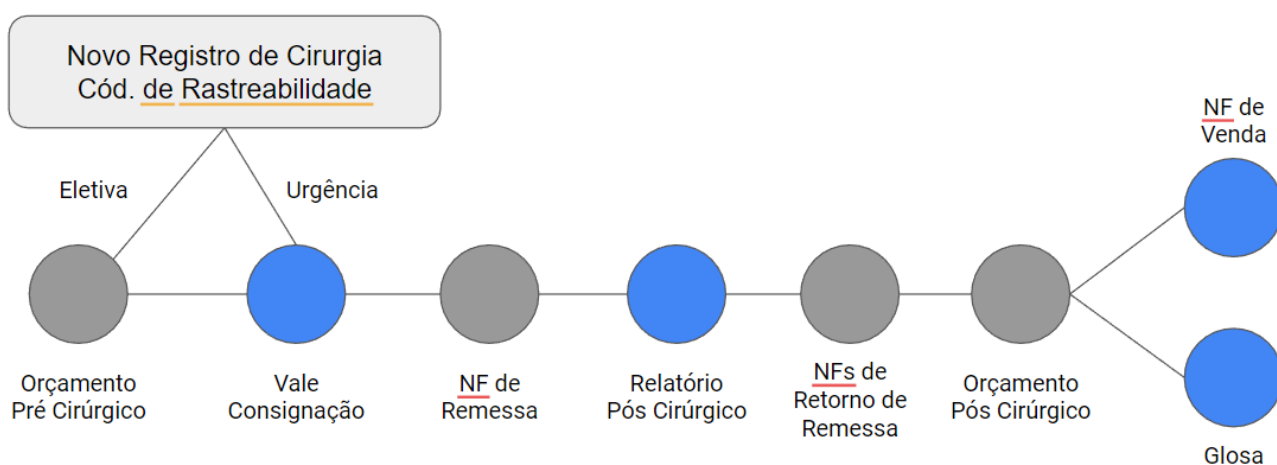 Novo Registro de Cirurgia
Cód. de Rastreabilidade
Eletiva
Urgência
Orçamento
Pré Cirúrgico
Vale
Consignação
NF de
Remessa
Relatório
Pós Cirúrgico
NFs de
Retorno de
Remessa
Orçamento
Pós Cirúrgico
NF de
Venda
Glosa